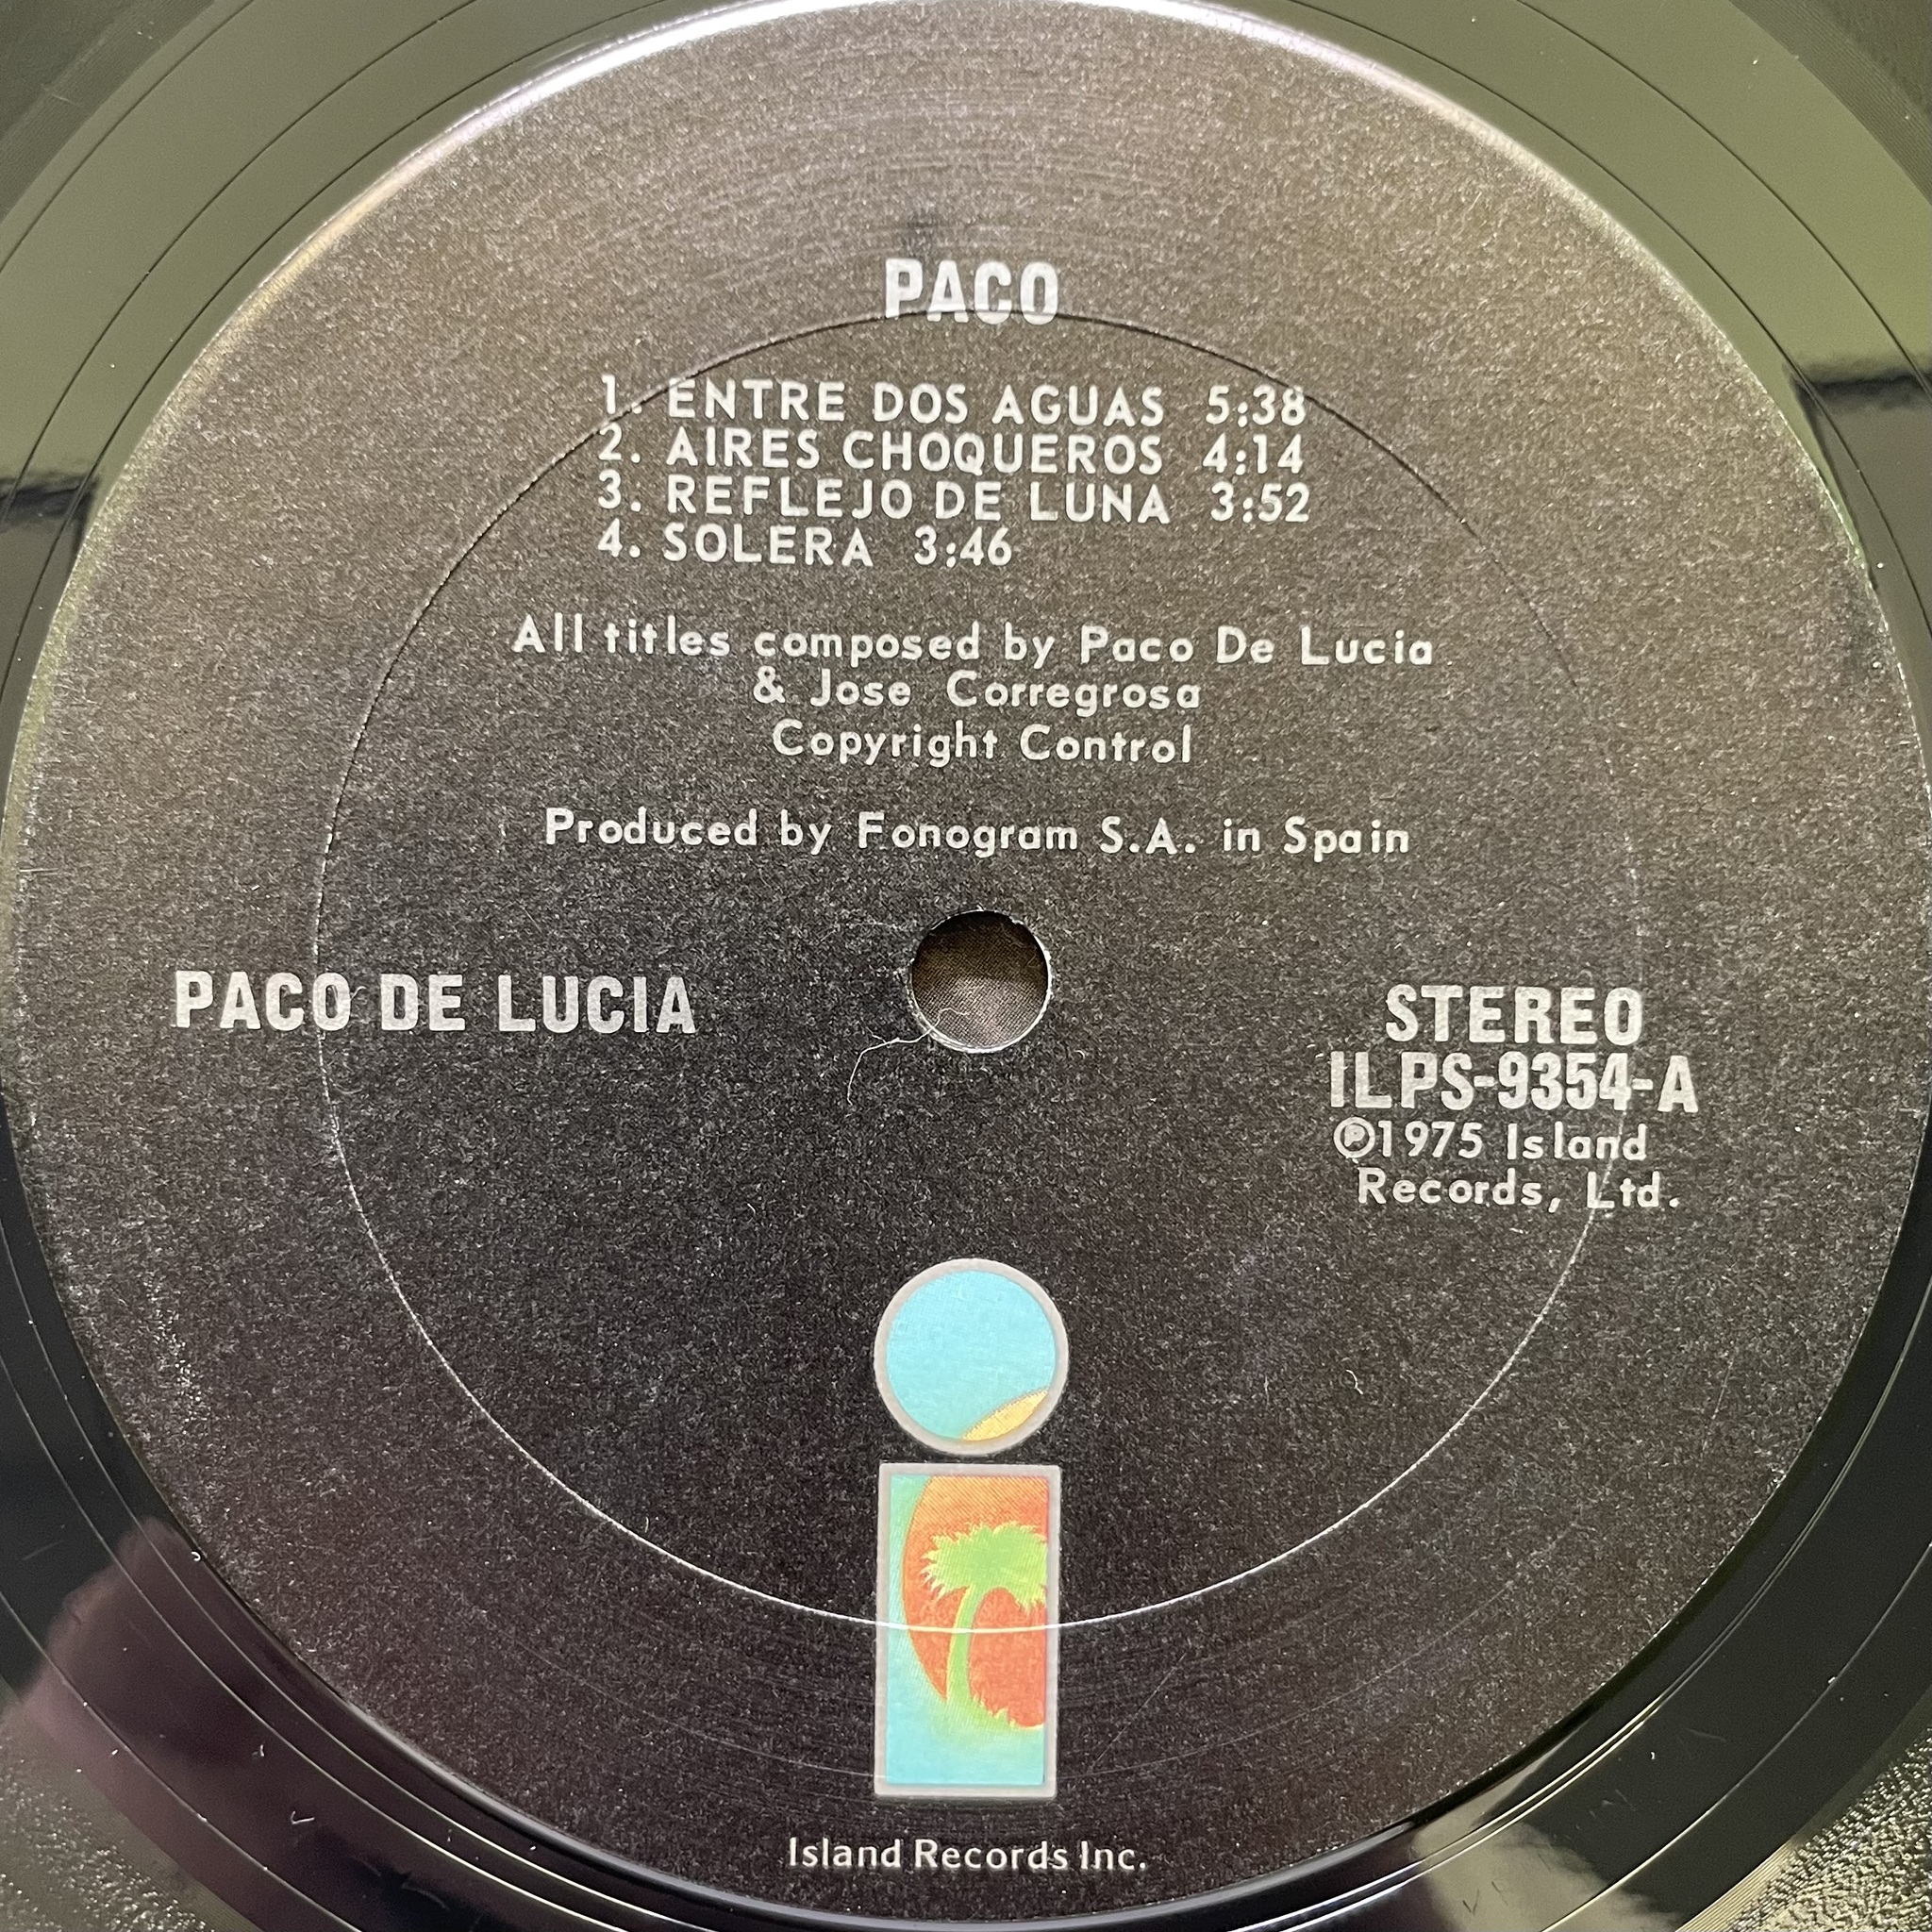 PACO
1. ENTRE DOS AGUAS 5:38
2. AIRES CHOQUEROS 4:14
3. REFLEJO DE LUNA 3:52
4. SOLERA 3:46
All titles composed by Paco De Lucia
& Jose Corregrosa
Copyright Control
Produced by Fonogram S.A. in Spain
PACO DE LUCIA
STEREO
ILPS-9354-A
℗1975 Island
Records, Ltd.
Island Records Inc.